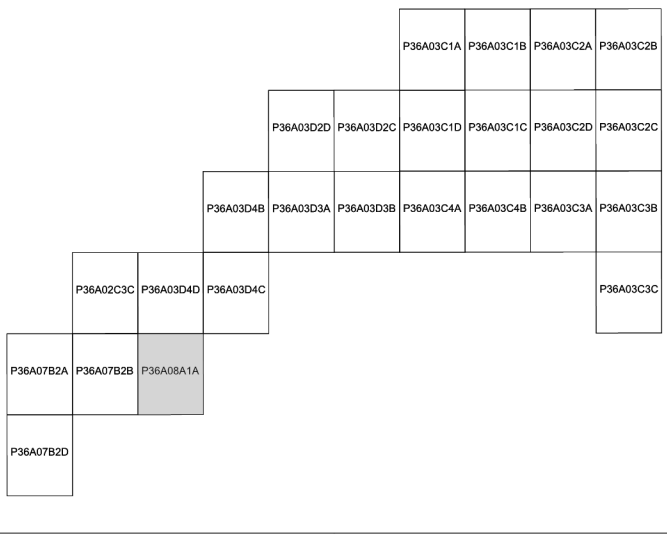 P36A03C1A P36A03C1B P36A03C2A P36A03C2B
P36A03D2D P36A03D2C P36A03C1D P36A03C1C P36A03C2D P36A03C2C
P36A03D4B P36A03D3A P36A03D3B P36A03C4A P36A03C4B P36A03C3A P36A03C3B
P36A02C3C P36A03D4D P36A03D4C P36A03C3C
P36A07B2A P36A07B2B P36A08A1A
P36A07B2D